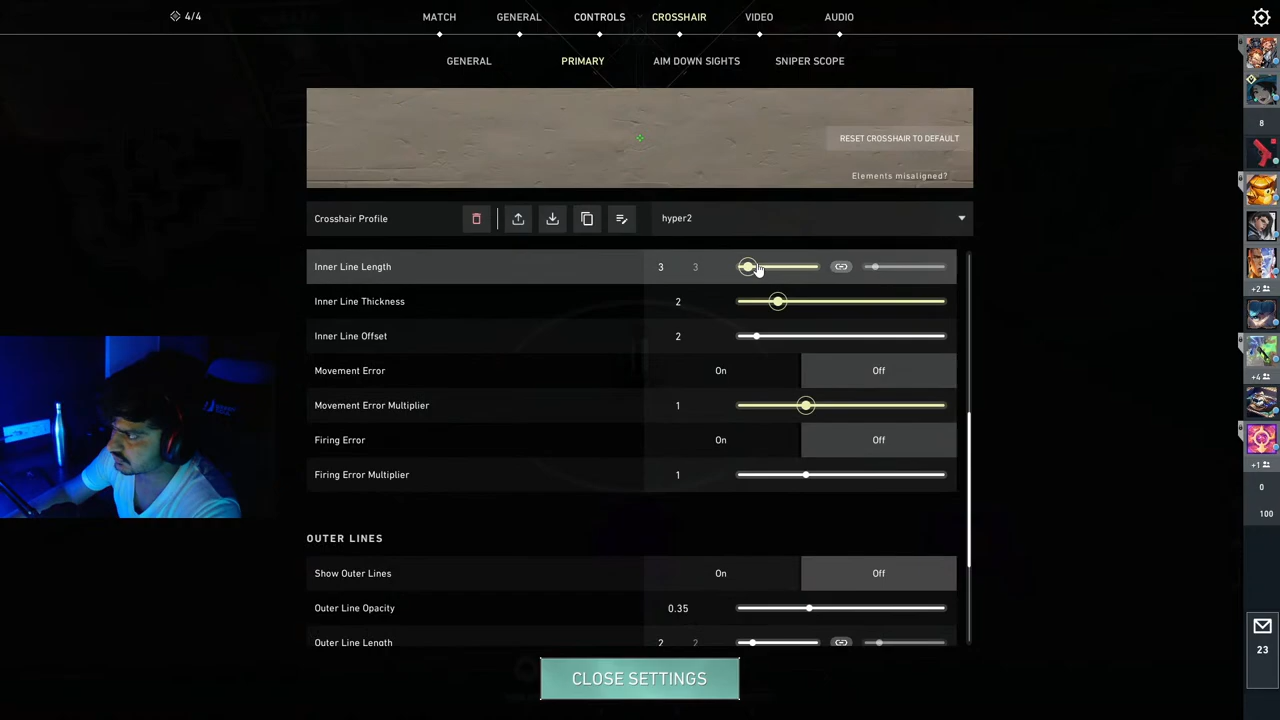 4/4
MATCH GENERAL CONTROLS CROSSHAIR VIDEO AUDIO
GENERAL PRIMARY AIM DOWN SIGHTS SNIPER SCOPE
RESET CROSSHAIR TO DEFAULT
Elements misaligned?
Crosshair Profile hyper2
Inner Line Length 3 3
Inner Line Thickness 2
Inner Line Offset 2
Movement Error On Off
Movement Error Multiplier 1
Firing Error On Off
Firing Error Multiplier 1
OUTER LINES
Show Outer Lines On Off
Outer Line Opacity 0.35
Outer Line Length 2 2
CLOSE SETTINGS
8
+2
+4
+1
0
100
23